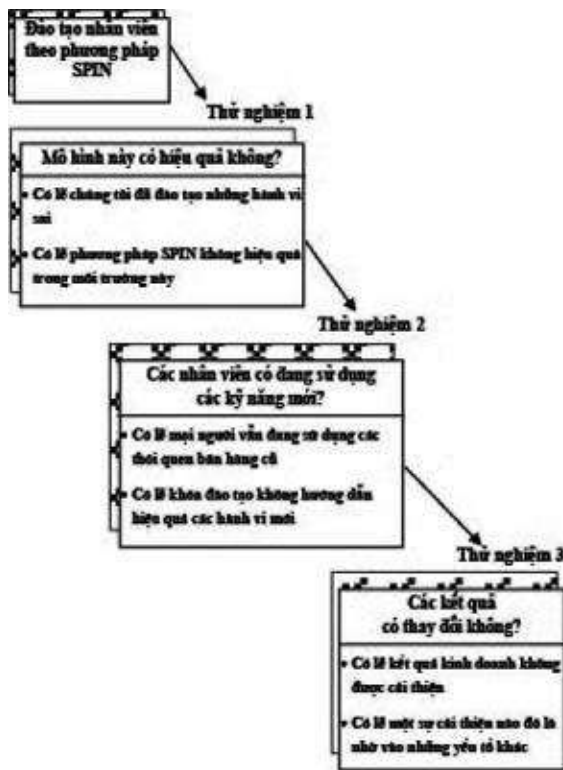 Đào tạo nhân viên
theo phương pháp
SPIN
Thử nghiệm 1
Mô hình này có hiệu quả không?
• Có lẽ chúng tôi đã đào tạo những hành vi
sai
• Có lẽ phương pháp SPIN không hiệu quả
trong môi trường này
Thử nghiệm 2
Các nhân viên có đang sử dụng
các kỹ năng mới?
• Có lẽ mọi người vẫn đang sử dụng các
thói quen bán hàng cũ
• Có lẽ khóa đào tạo không hướng dẫn
hiệu quả các hành vi mới
Thử nghiệm 3
Các kết quả
có thay đổi không?
• Có lẽ kết quả kinh doanh không
được cải thiện
• Có lẽ một sự cải thiện nào đó là
nhờ vào những yếu tố khác